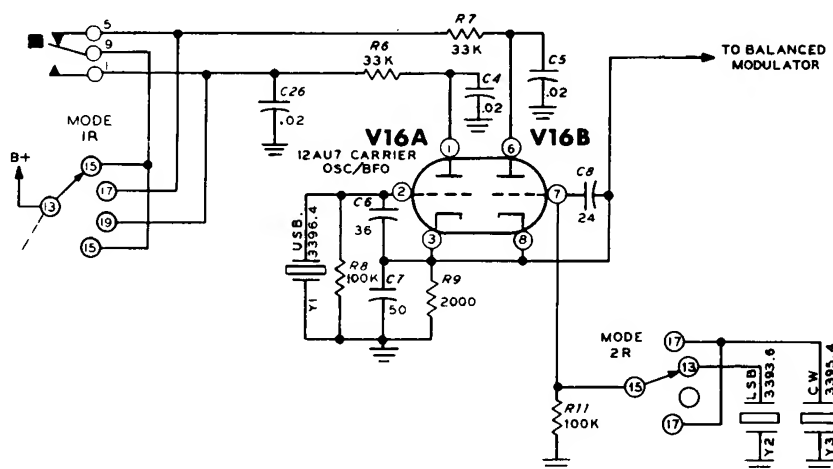 5
9
1
R7
33K
R6
33K
C5
.02
C4
.02
C26
.02
TO BALANCED
MODULATOR
MODE
1R
B+
13
15
17
19
15
V16A
V16B
12AU7 CARRIER
OSC/BFO
1
6
2
7
3
8
C8
24
C6
36
USB.
3396.4
Y1
R8
100K
C7
50
R9
2000
MODE
2R
17
13
15
17
R11
100K
LSB
3393.6
Y2
CW
3395.4
Y3